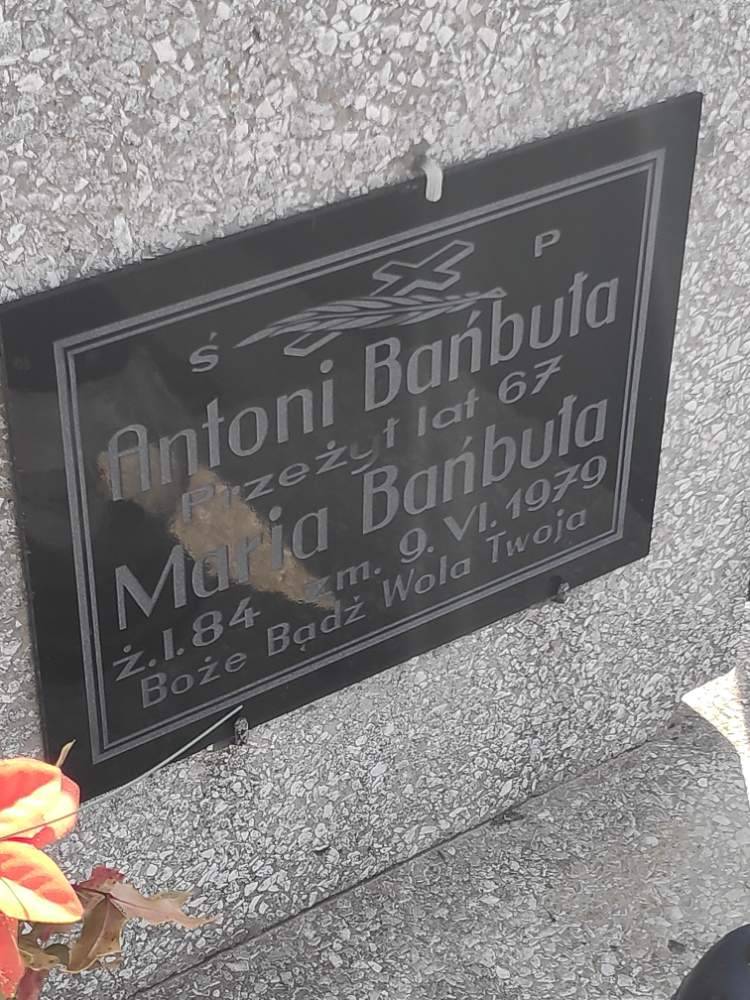 Ś P
Antoni Bańbuła
Przeżył lat 67
Maria Bańbuła
ż.l.84 zm. 9.VI.1979
Boże Bądź Wola Twoja